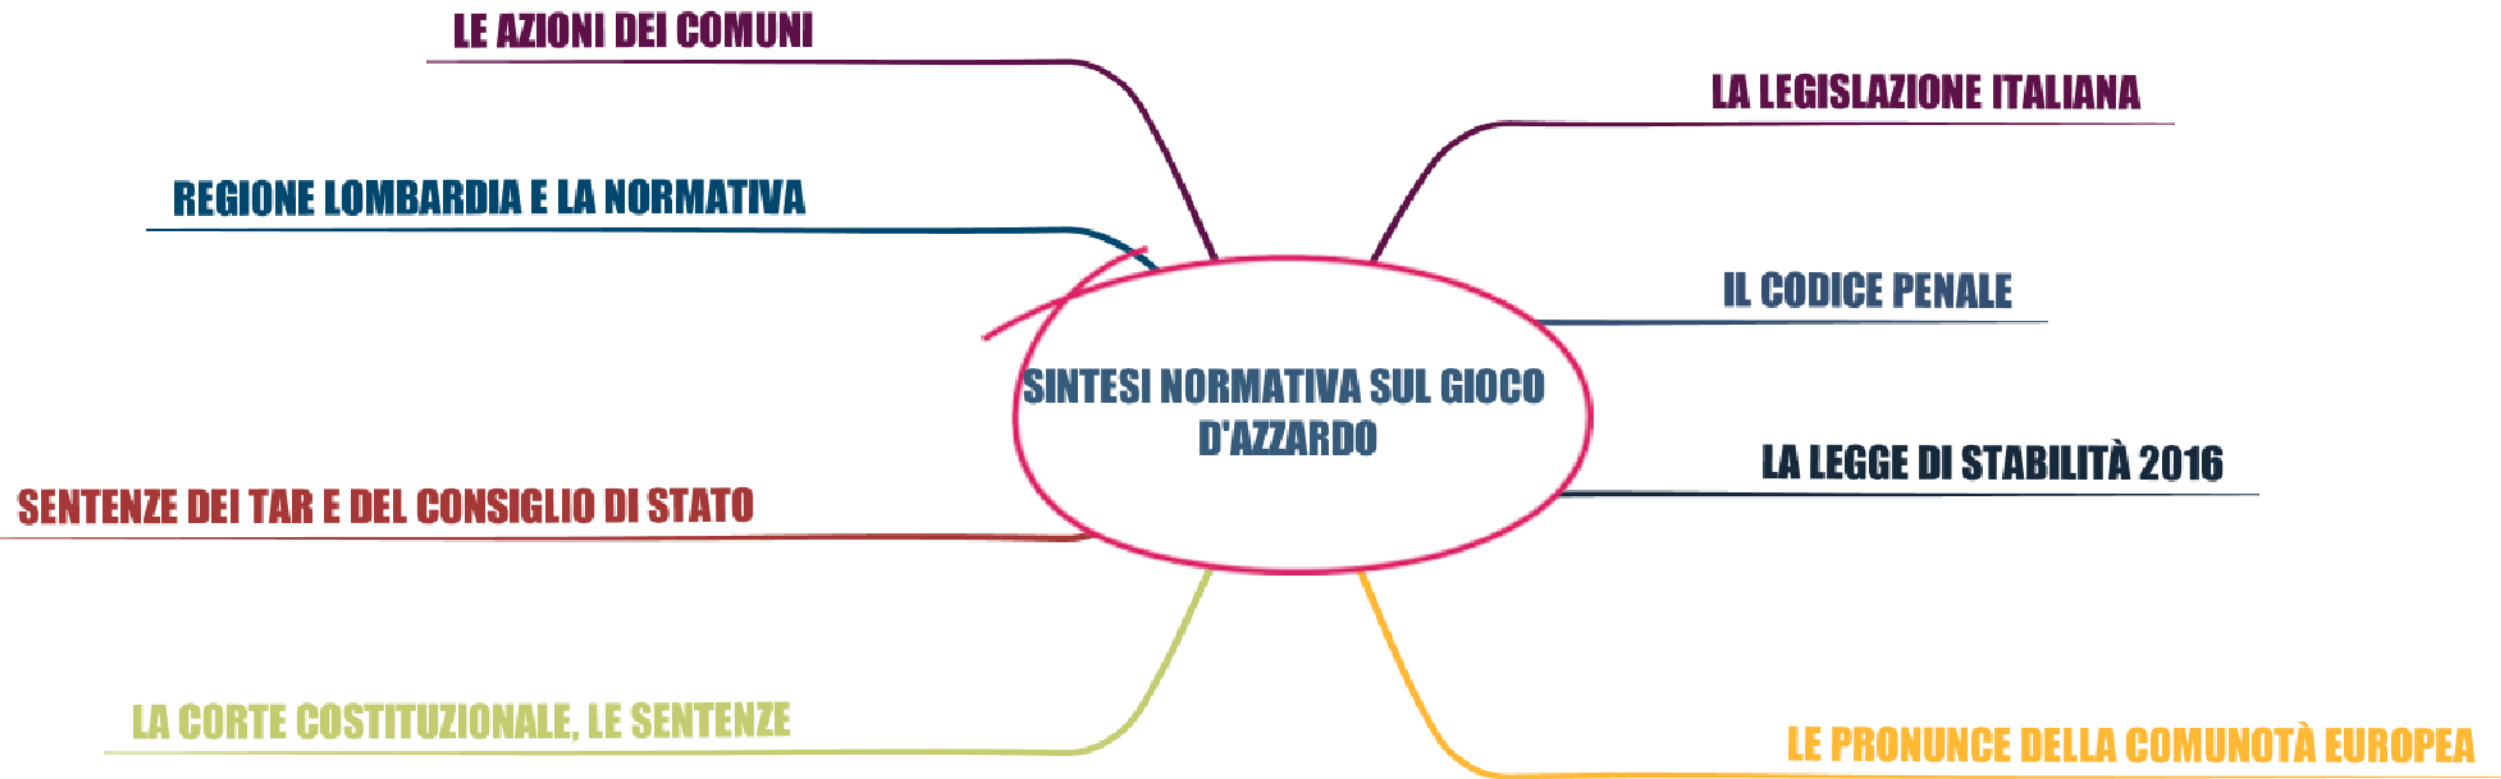 LE AZIONI DEI COMUNI
LA LEGISLAZIONE ITALIANA
REGIONE LOMBARDIA E LA NORMATIVA
IL CODICE PENALE
SINTESI NORMATIVA SUL GIOCO
D'AZZARDO
LA LEGGE DI STABILITÀ 2016
SENTENZE DEI TAR E DEL CONSIGLIO DI STATO
LA CORTE COSTITUZIONALE, LE SENTENZE
LE PRONUNCE DELLA COMUNOTÀ EUROPEA